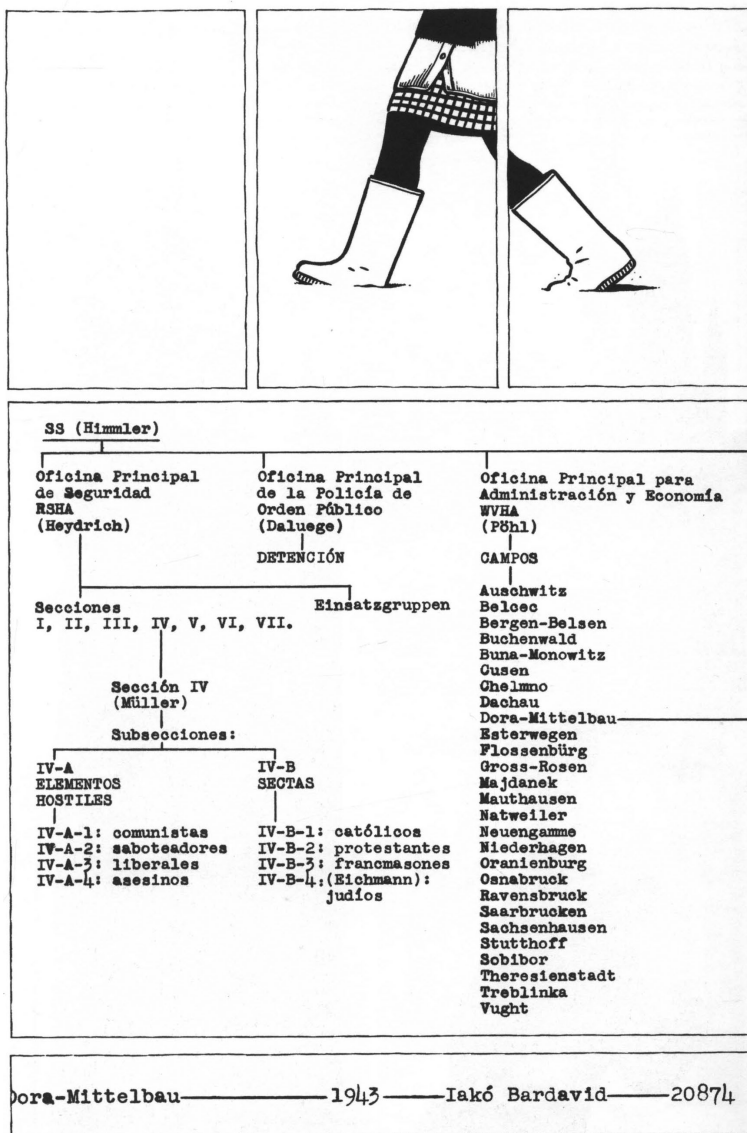 SS (Himmler)
Oficina Principal
de Seguridad
RSHA
(Heydrich)
Oficina Principal
de la Policía de
Orden Público
(Daluege)
DETENCIÓN
Oficina Principal para
Administración y Economía
WVHA
(Pöhl)
CAMPOS
Secciones
I, II, III, IV, V, VI, VII.
Einsatzgruppen
Sección IV
(Müller)
Subsecciones:
IV-A
ELEMENTOS
HOSTILES
IV-A-1: comunistas
IV-A-2: saboteadores
IV-A-3: liberales
IV-A-4: asesinos
IV-B
SECTAS
IV-B-1: católicos
IV-B-2: protestantes
IV-B-3: francmasones
IV-B-4:(Eichmann):
judíos
Auschwitz
Belcec
Bergen-Belsen
Buchenwald
Buna-Monowitz
Cusen
Chelmno
Dachau
Dora-Mittelbau
Esterwegen
Flossenbürg
Gross-Rosen
Majdanek
Mauthausen
Natweiler
Neuengamme
Niederhagen
Oranienburg
Osnabruck
Ravensbruck
Saarbrucken
Sachsenhausen
Stutthoff
Sobibor
Theresienstadt
Treblinka
Vught
Dora-Mittelbau 1943 Iakó Bardavid 20874